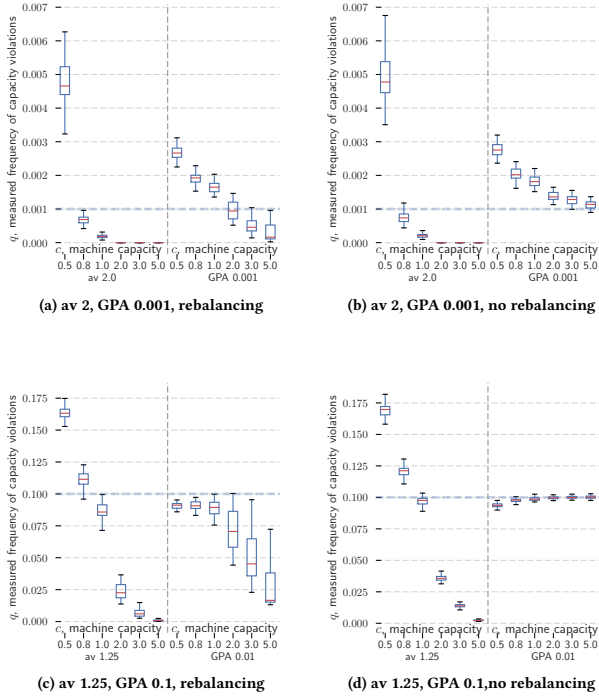 0.007
0.006
0.005
0.004
0.003
0.002
0.001
0.000
q, measured frequency of capacity violations
c, machine capacity
0.5 0.8 1.0 2.0 3.0 5.0 0.5 0.8 1.0 2.0 3.0 5.0
av 2.0 GPA 0.001
(a) av 2, GPA 0.001, rebalancing
0.007
0.006
0.005
0.004
0.003
0.002
0.001
0.000
q, measured frequency of capacity violations
c, machine capacity
0.5 0.8 1.0 2.0 3.0 5.0 0.5 0.8 1.0 2.0 3.0 5.0
av 2.0 GPA 0.001
(b) av 2, GPA 0.001, no rebalancing
0.175
0.150
0.125
0.100
0.075
0.050
0.025
0.000
q, measured frequency of capacity violations
c, machine capacity
0.5 0.8 1.0 2.0 3.0 5.0 0.5 0.8 1.0 2.0 3.0 5.0
av 1.25 GPA 0.01
(c) av 1.25, GPA 0.1, rebalancing
0.175
0.150
0.125
0.100
0.075
0.050
0.025
0.000
q, measured frequency of capacity violations
c, machine capacity
0.5 0.8 1.0 2.0 3.0 5.0 0.5 0.8 1.0 2.0 3.0 5.0
av 1.25 GPA 0.01
(d) av 1.25, GPA 0.1,no rebalancing